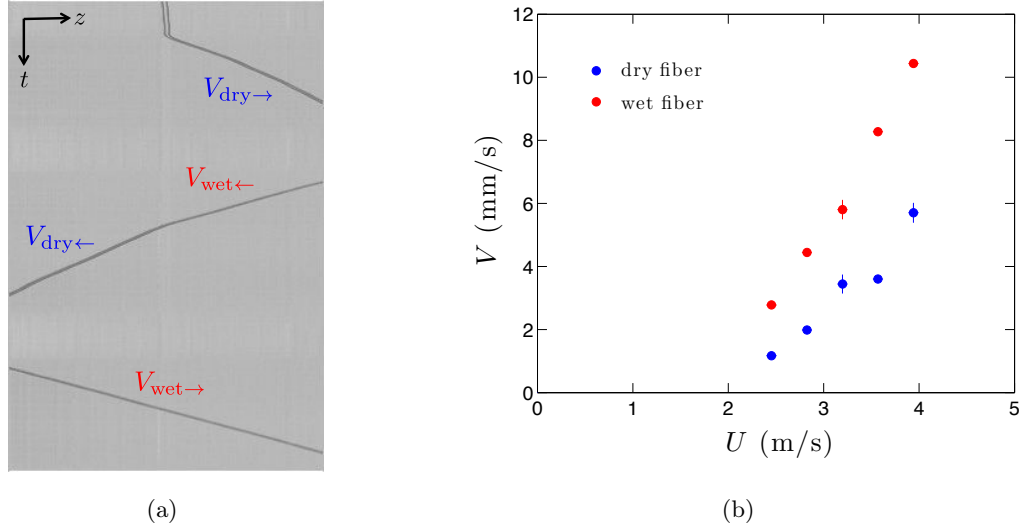 z
t
V_dry→
V_wet←
V_dry←
V_wet→
(a)
V (mm/s)
12
10
8
6
4
2
0
dry fiber
wet fiber
0 1 2 3 4 5
U (m/s)
(b)